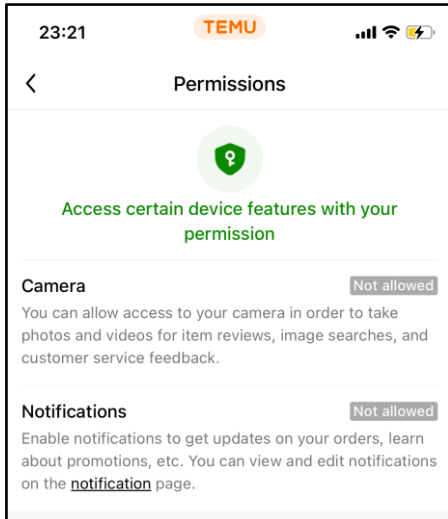 23:21
TEMU
Permissions
Access certain device features with your
permission
Camera
Not allowed
You can allow access to your camera in order to take
photos and videos for item reviews, image searches, and
customer service feedback.
Notifications
Not allowed
Enable notifications to get updates on your orders, learn
about promotions, etc. You can view and edit notifications
on the notification page.